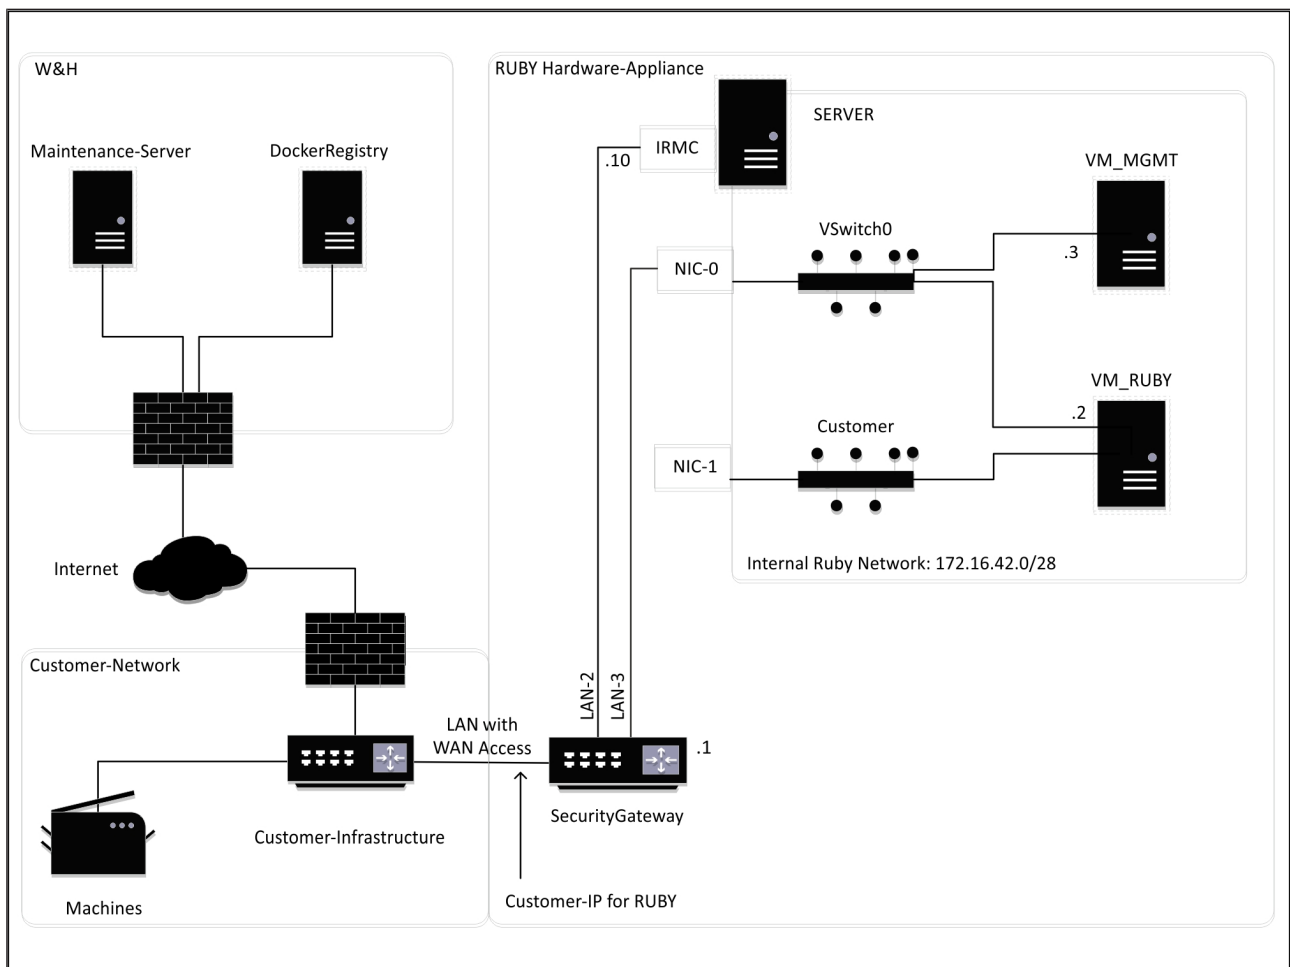 W&H
Maintenance-Server
DockerRegistry
Internet
Customer-Network
Customer-Infrastructure
Machines
LAN with
WAN Access
RUBY Hardware-Appliance
SERVER
IRMC
.10
NIC-0
VSwitch0
VM_MGMT
.3
VM_RUBY
.2
Customer
NIC-1
Internal Ruby Network: 172.16.42.0/28
LAN-2
LAN-3
.1
SecurityGateway
Customer-IP for RUBY